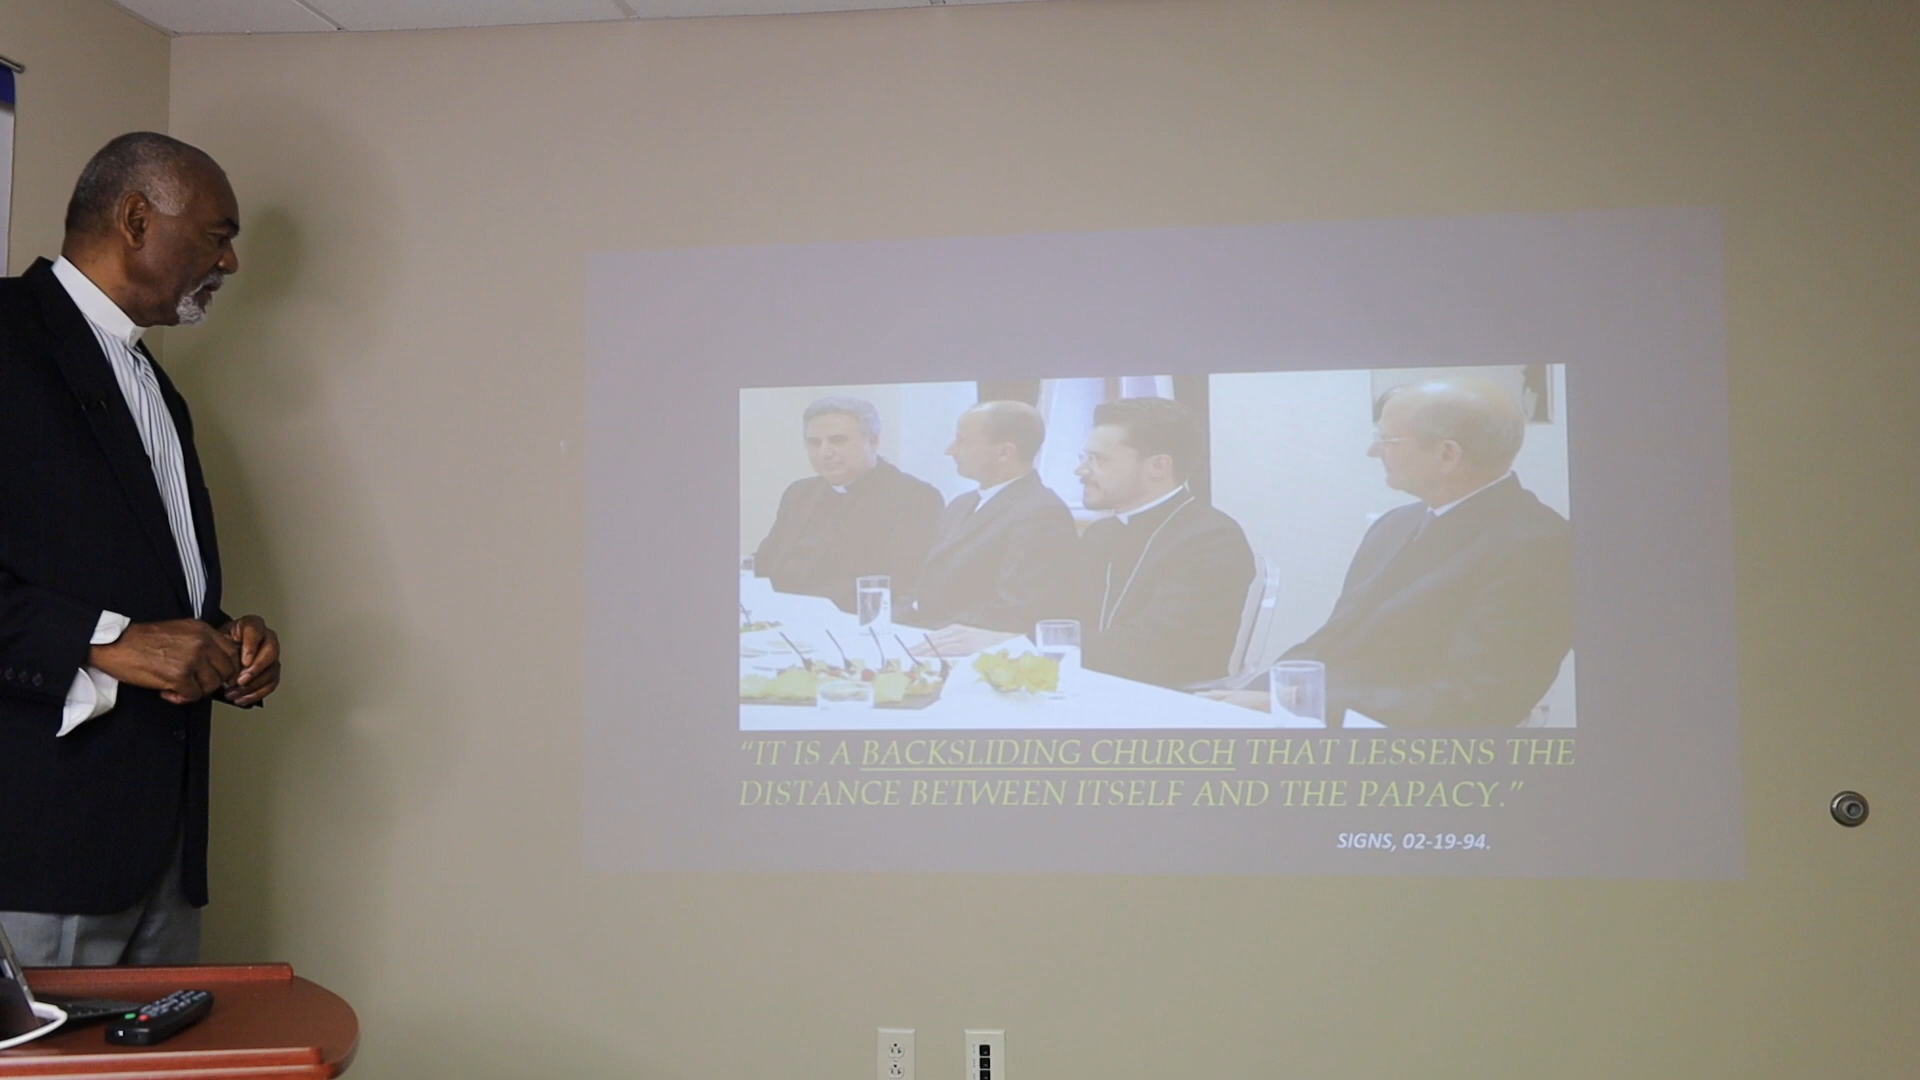 “IT IS A BACKSLIDING CHURCH THAT LESSENS THE
DISTANCE BETWEEN ITSELF AND THE PAPACY.”
SIGNS, 02-19-94.